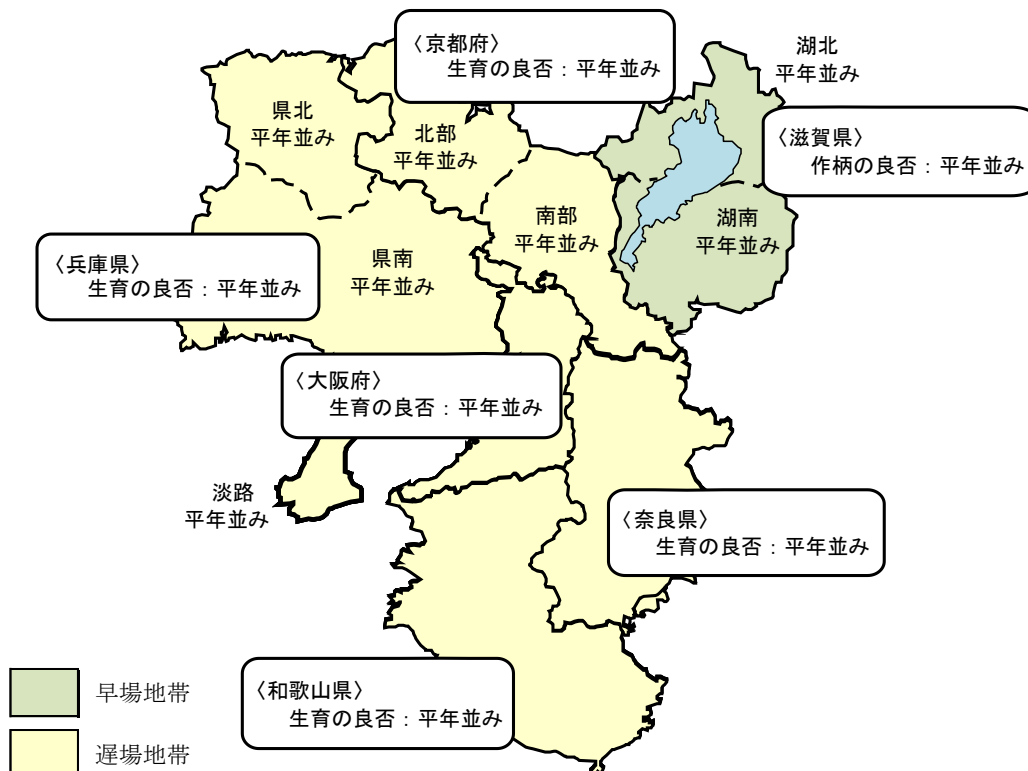 〈京都府〉
生育の良否：平年並み
湖北
平年並み
県北
平年並み
北部
平年並み
〈滋賀県〉
作柄の良否：平年並み
南部
平年並み
湖南
平年並み
〈兵庫県〉
生育の良否：平年並み
県南
平年並み
〈大阪府〉
生育の良否：平年並み
淡路
平年並み
〈奈良県〉
生育の良否：平年並み
〈和歌山県〉
生育の良否：平年並み
早場地帯
遅場地帯